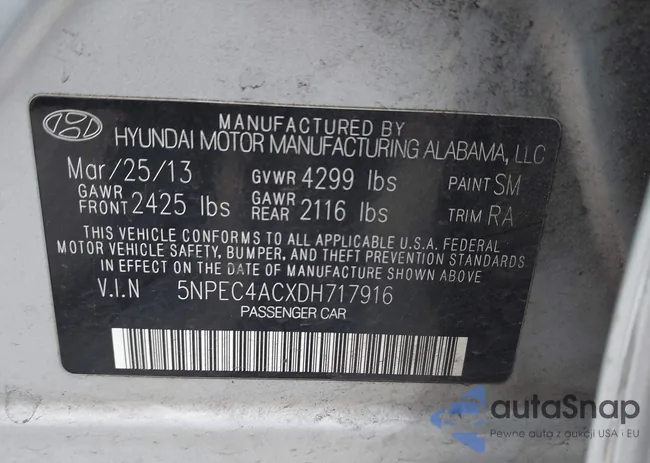 MANUFACTURED BY
HYUNDAI MOTOR MANUFACTURING ALABAMA, LLC
Mar/25/13 GVWR 4299 lbs PAINT SM
GAWR FRONT 2425 lbs GAWR REAR 2116 lbs TRIM RA
THIS VEHICLE CONFORMS TO ALL APPLICABLE U.S.A. FEDERAL
MOTOR VEHICLE SAFETY, BUMPER, AND THEFT PREVENTION STANDARDS
IN EFFECT ON THE DATE OF MANUFACTURE SHOWN ABOVE
V.I.N 5NPEC4ACXDH717916
PASSENGER CAR
autaSnap
Pewne auta z aukcji USA i EU